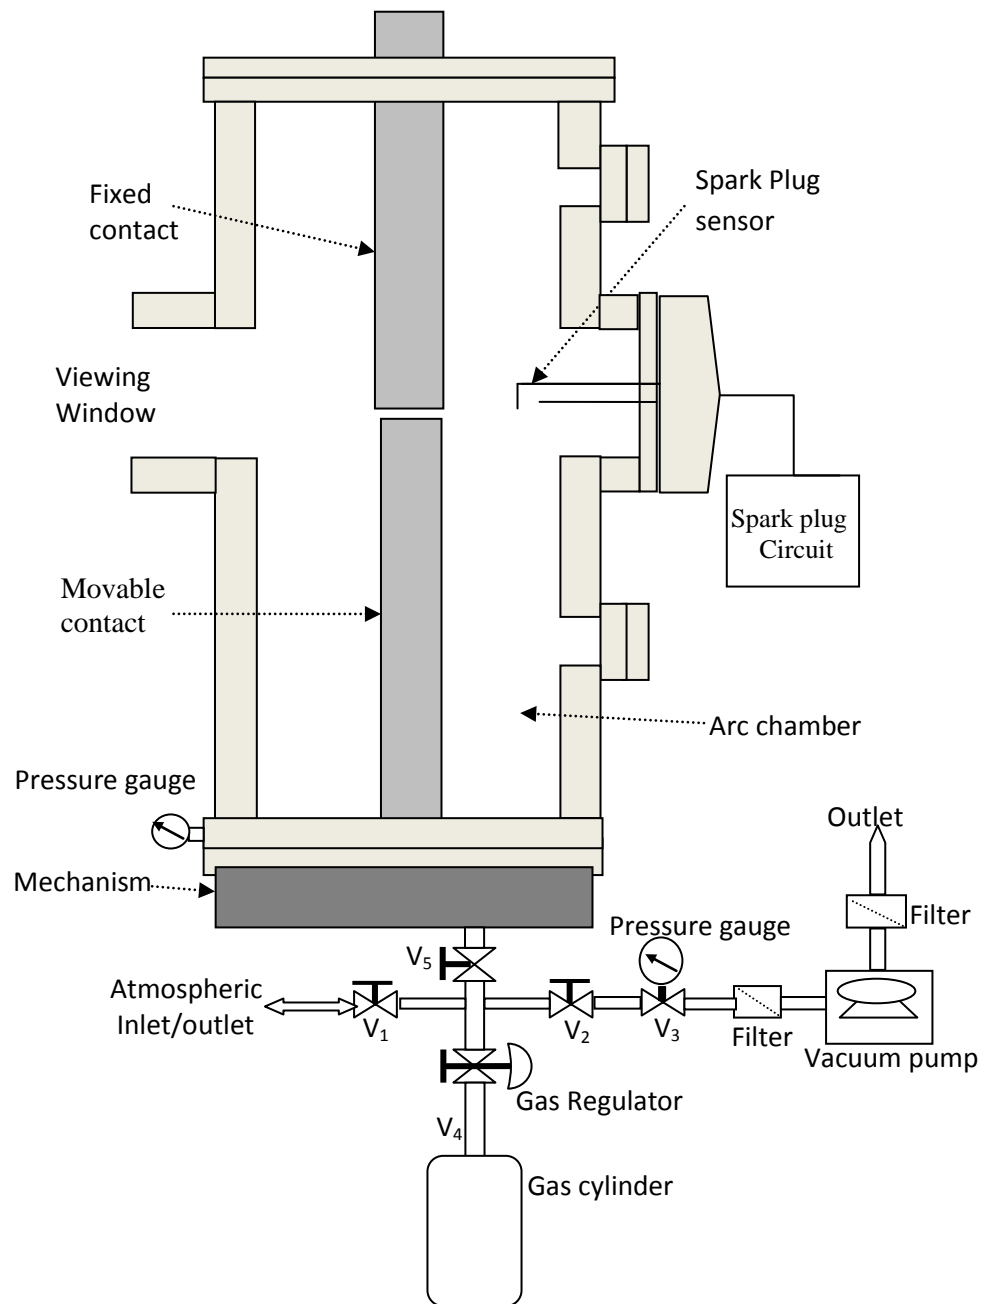 Fixed
contact
Spark Plug
sensor
Viewing
Window
Spark plug
Circuit
Movable
contact
Arc chamber
Pressure gauge
Outlet
Mechanism
Filter
Pressure gauge
V5
Atmospheric
Inlet/outlet
V1
V2
V3
Filter
Vacuum pump
Gas Regulator
V4
Gas cylinder